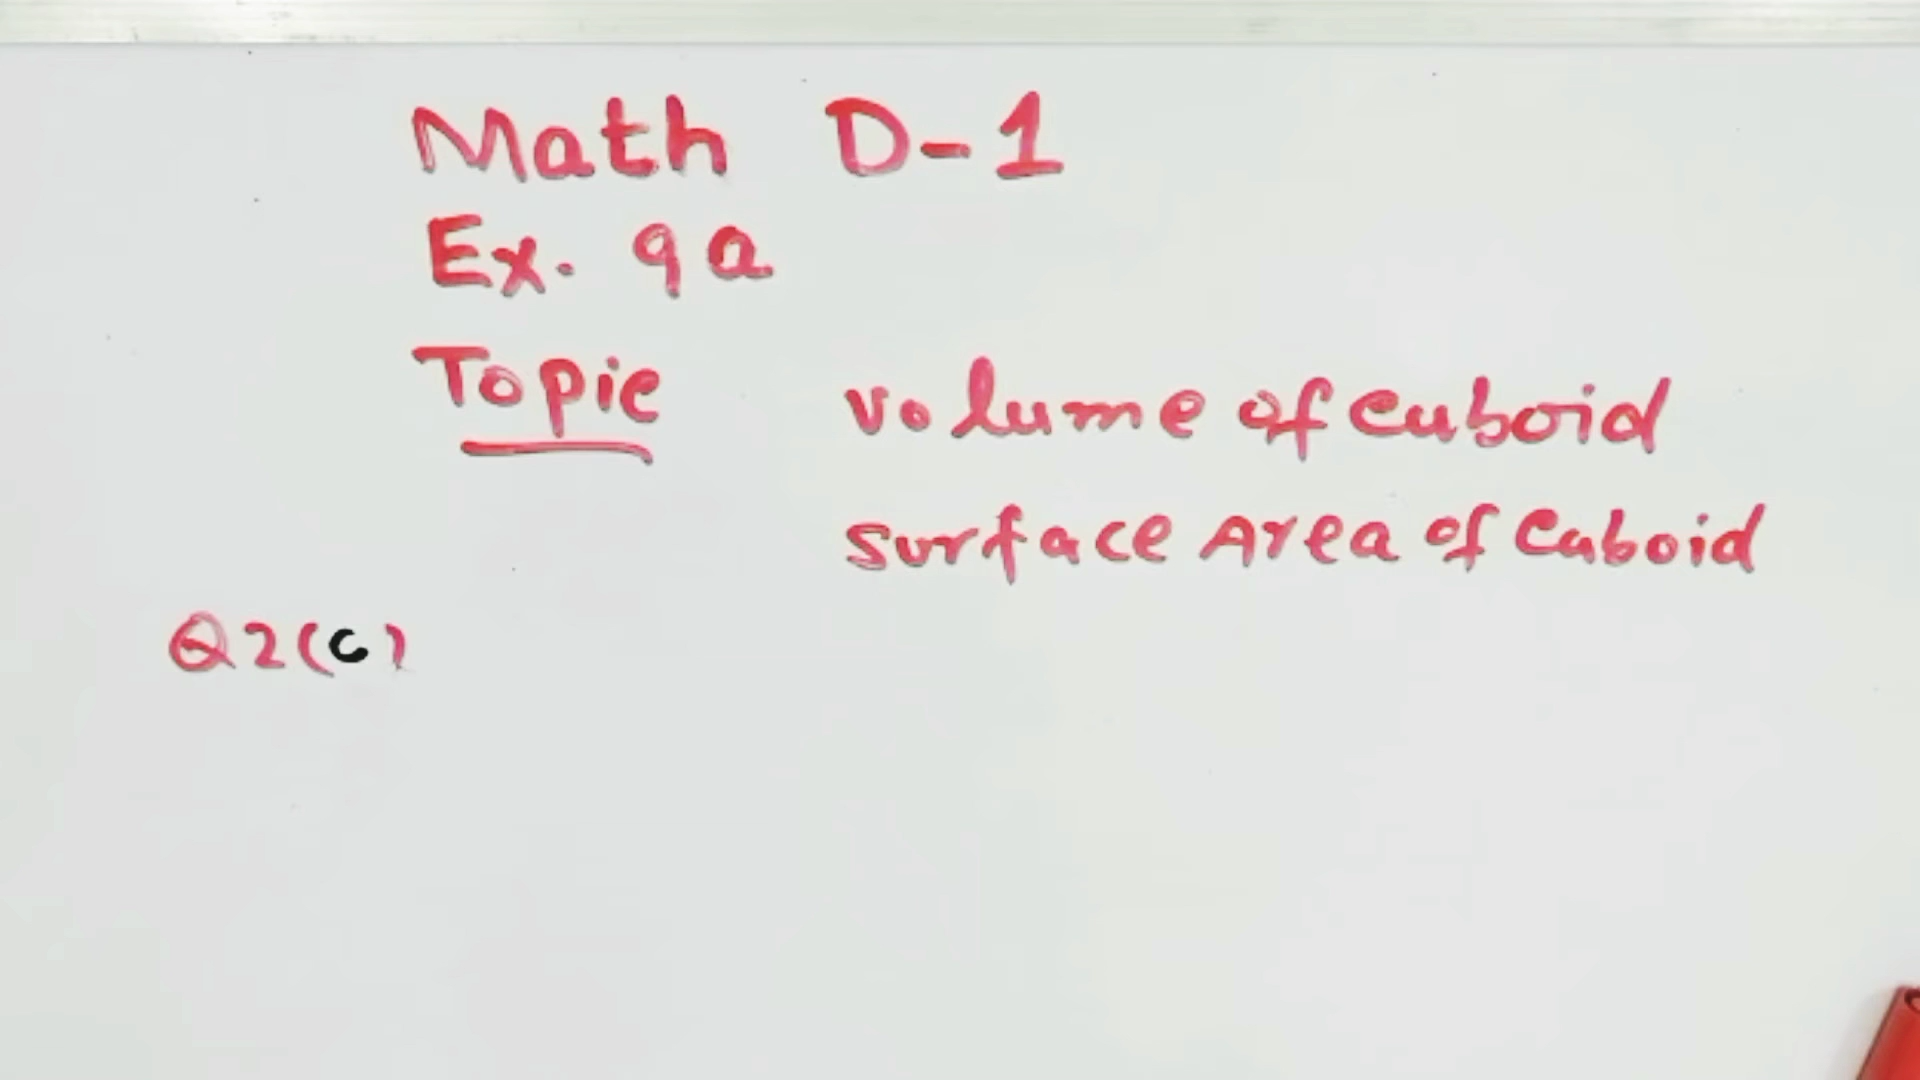 Math D-1
Ex. 9a
Topic
volume of cuboid
surface Area of Cuboid
Q2(c)